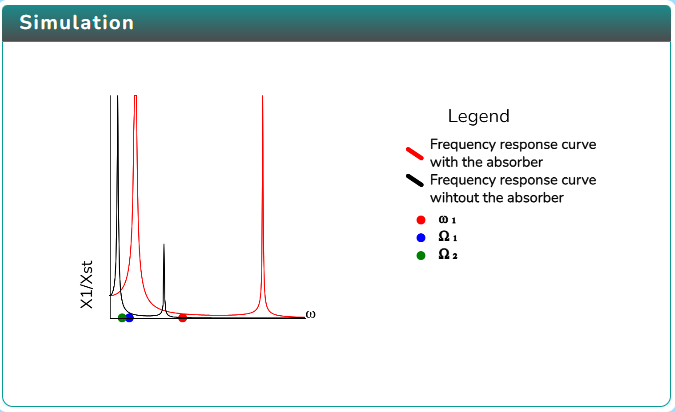 Simulation
Legend
Frequency response curve
with the absorber
Frequency response curve
wihtout the absorber
ω 1
Ω 1
Ω 2
X1/Xst
ω